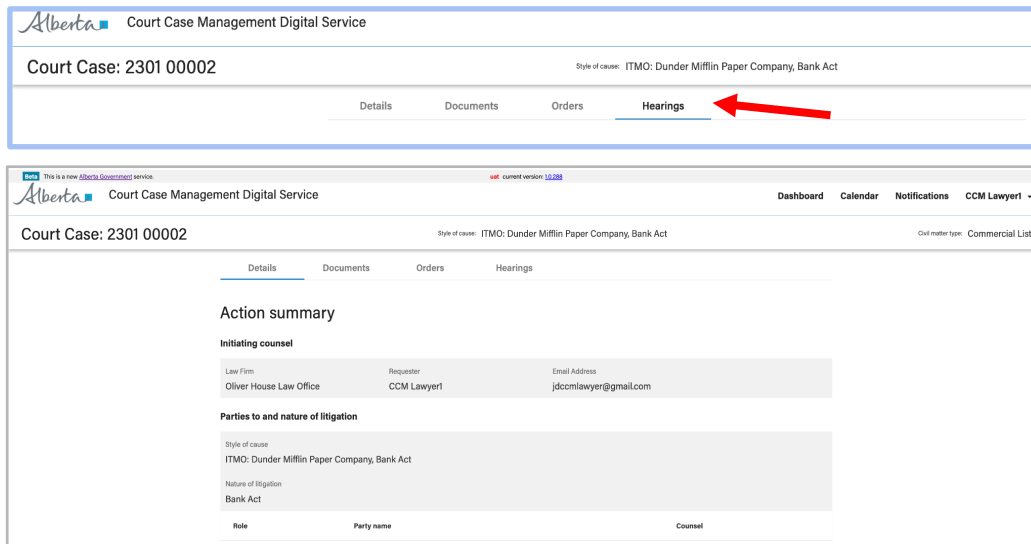 Alberta Court Case Management Digital Service
Court Case: 2301 00002 Style of cause: ITMO: Dunder Mifflin Paper Company, Bank Act
Details Documents Orders Hearings
Beta This is a new Alberta Government service. uat current version: 1.0.288
Alberta Court Case Management Digital Service Dashboard Calendar Notifications CCM Lawyer1
Court Case: 2301 00002 Style of cause: ITMO: Dunder Mifflin Paper Company, Bank Act Civil matter type: Commercial List
Details Documents Orders Hearings
Action summary
Initiating counsel
Law Firm Requester Email Address
Oliver House Law Office CCM Lawyer1 jdccmlawyer@gmail.com
Parties to and nature of litigation
Style of cause
ITMO: Dunder Mifflin Paper Company, Bank Act
Nature of litigation
Bank Act
Role Party name Counsel